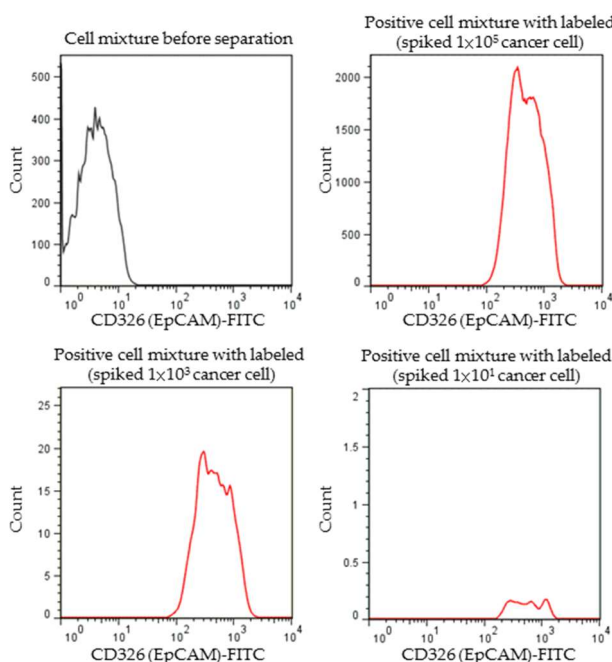 Cell mixture before separation
500
400
300
200
100
0
10⁰ 10¹ 10² 10³ 10⁴
Count
CD326 (EpCAM)-FITC
Positive cell mixture with labeled
(spiked 1×10⁵ cancer cell)
2000
1500
1000
500
0
10⁰ 10¹ 10² 10³ 10⁴
Count
CD326 (EpCAM)-FITC
Positive cell mixture with labeled
(spiked 1×10³ cancer cell)
25
20
15
10
5
0
10⁰ 10¹ 10² 10³ 10⁴
Count
CD326 (EpCAM)-FITC
Positive cell mixture with labeled
(spiked 1×10¹ cancer cell)
2
1.5
1
0.5
0
10⁰ 10¹ 10² 10³ 10⁴
Count
CD326 (EpCAM)-FITC